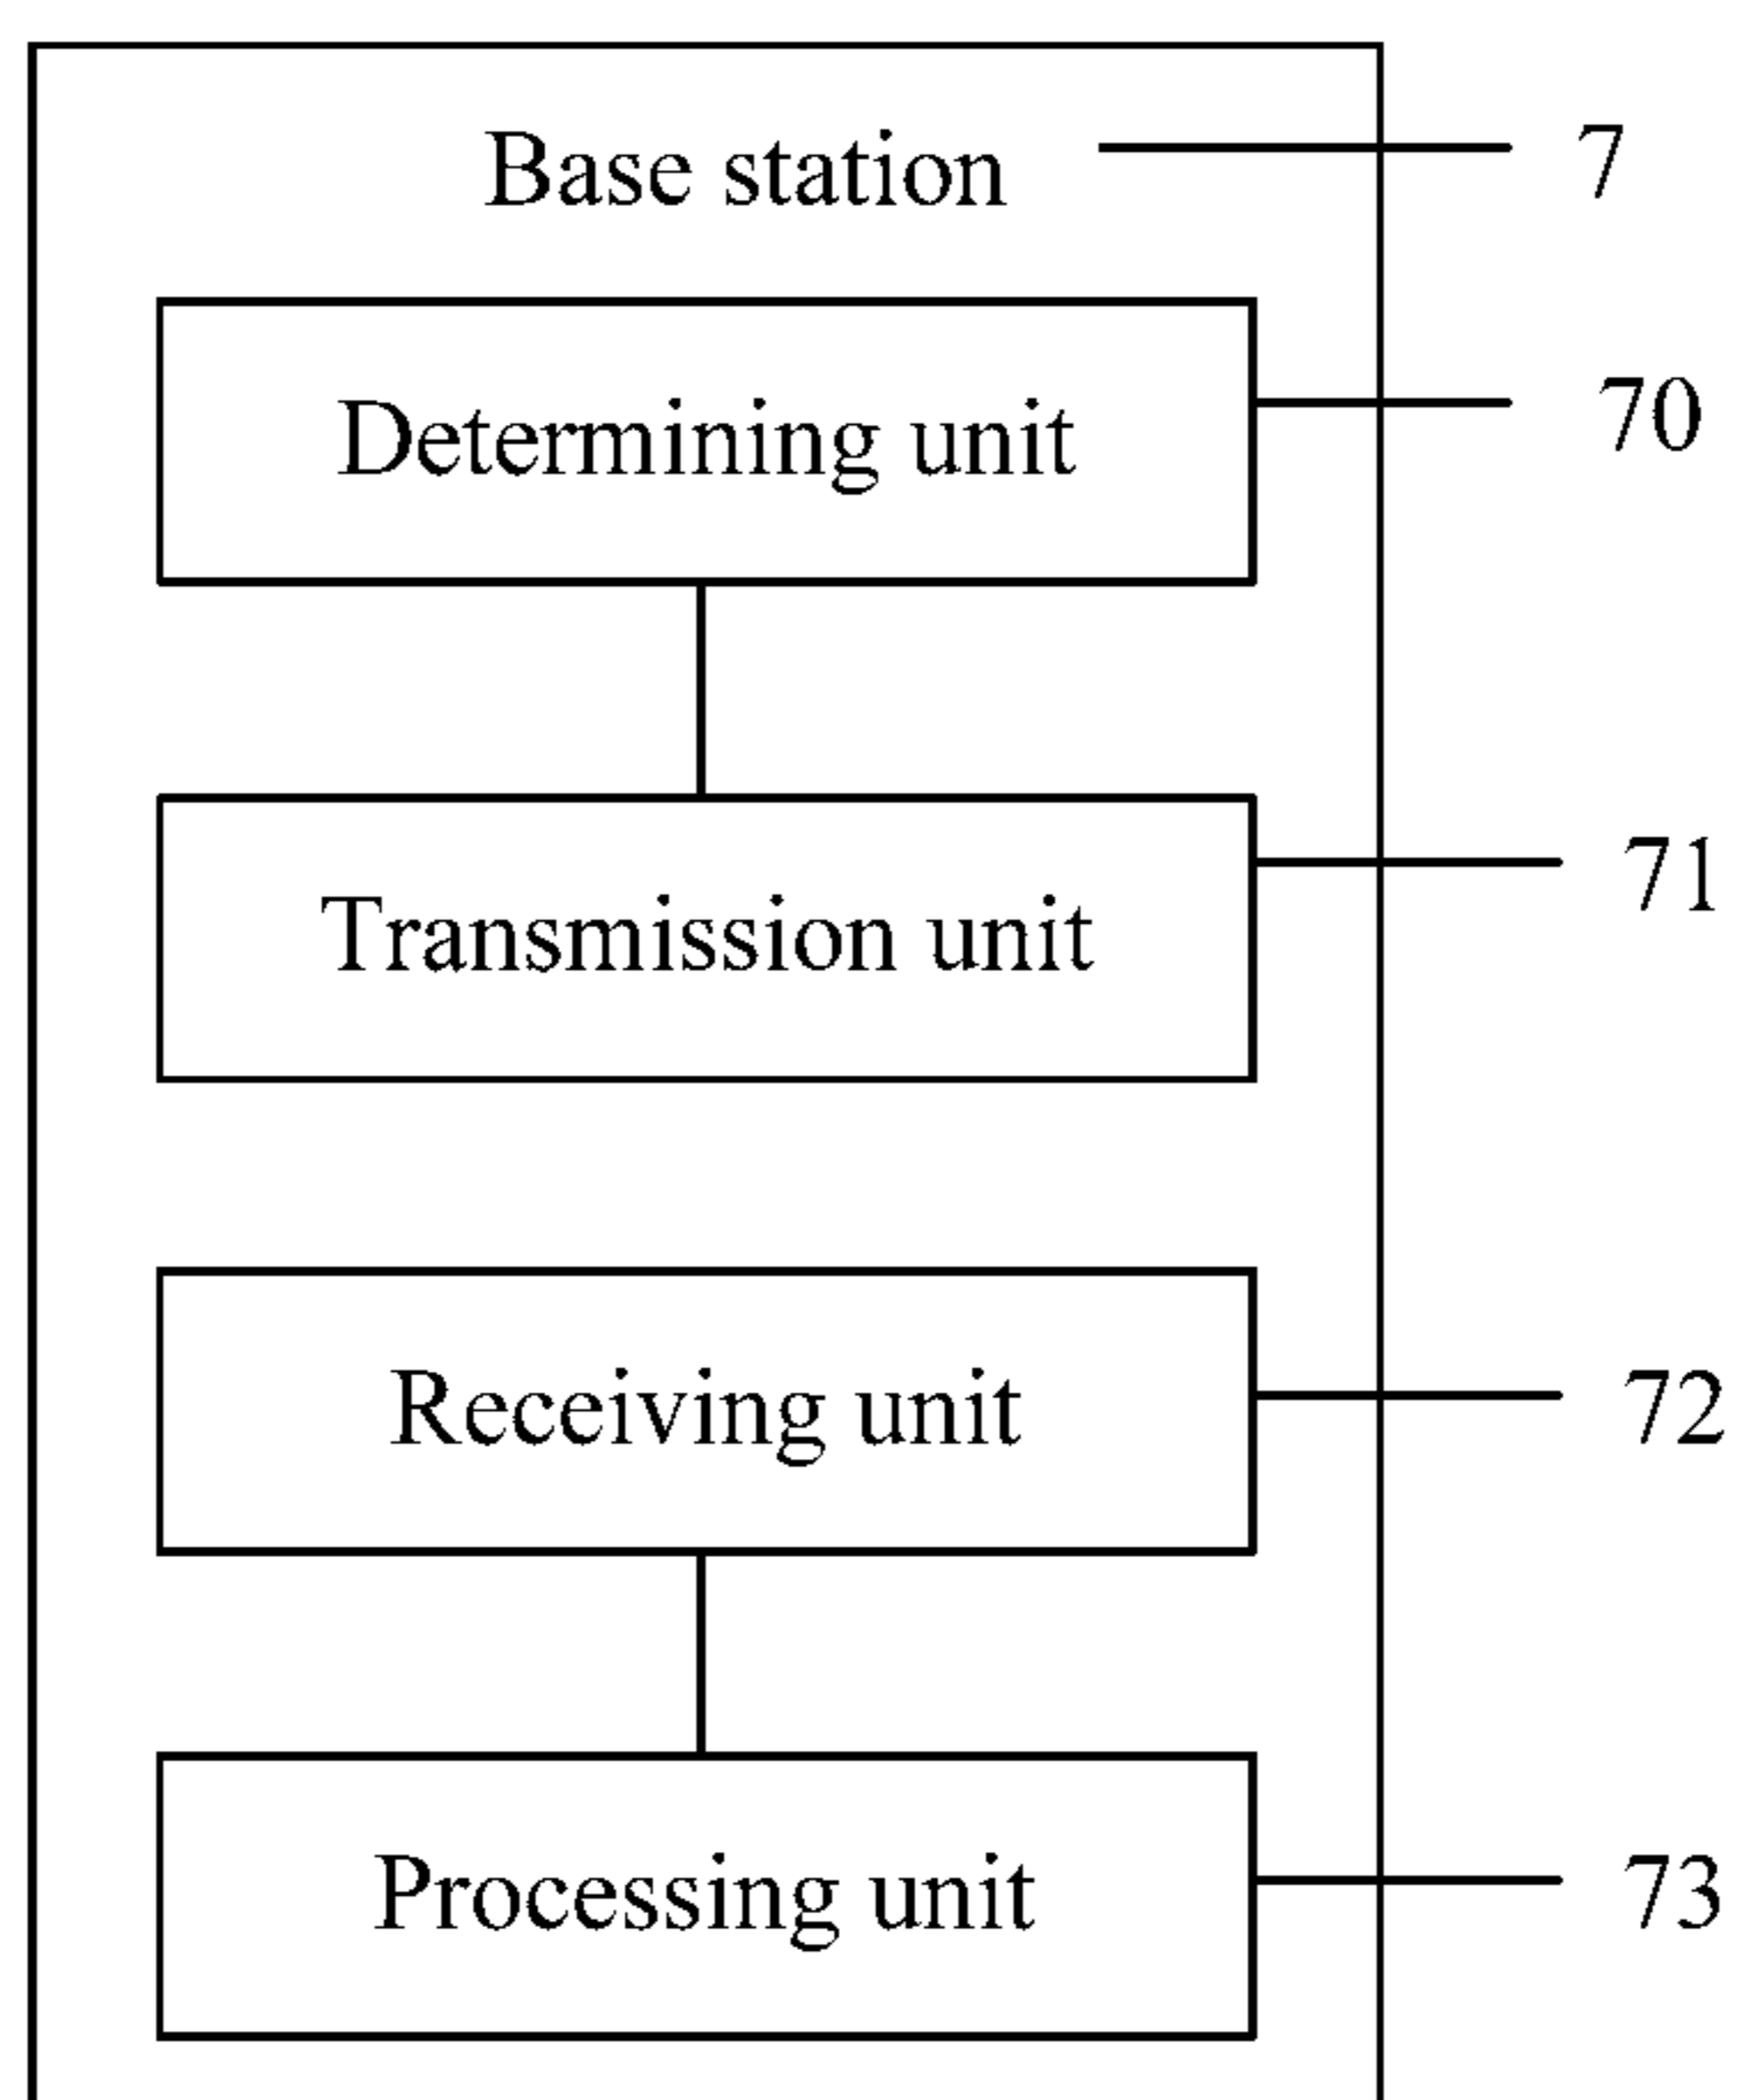 Base station 7
Determining unit 70
Transmission unit 71
Receiving unit 72
Processing unit 73